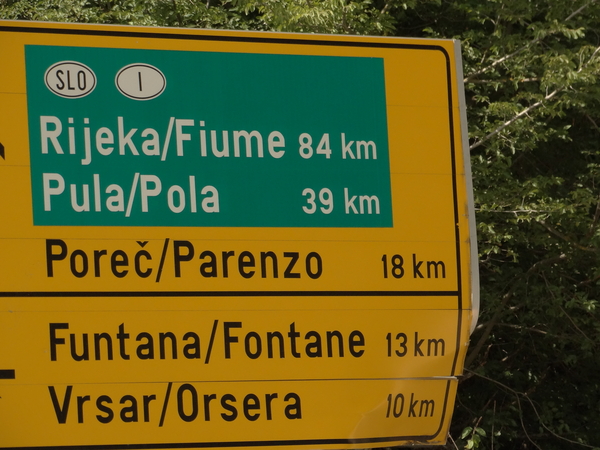 SLO I
Rijeka/Fiume 84 km
Pula/Pola 39 km
Poreč/Parenzo 18 km
Funtana/Fontane 13 km
Vrsar/Orsera 10 km